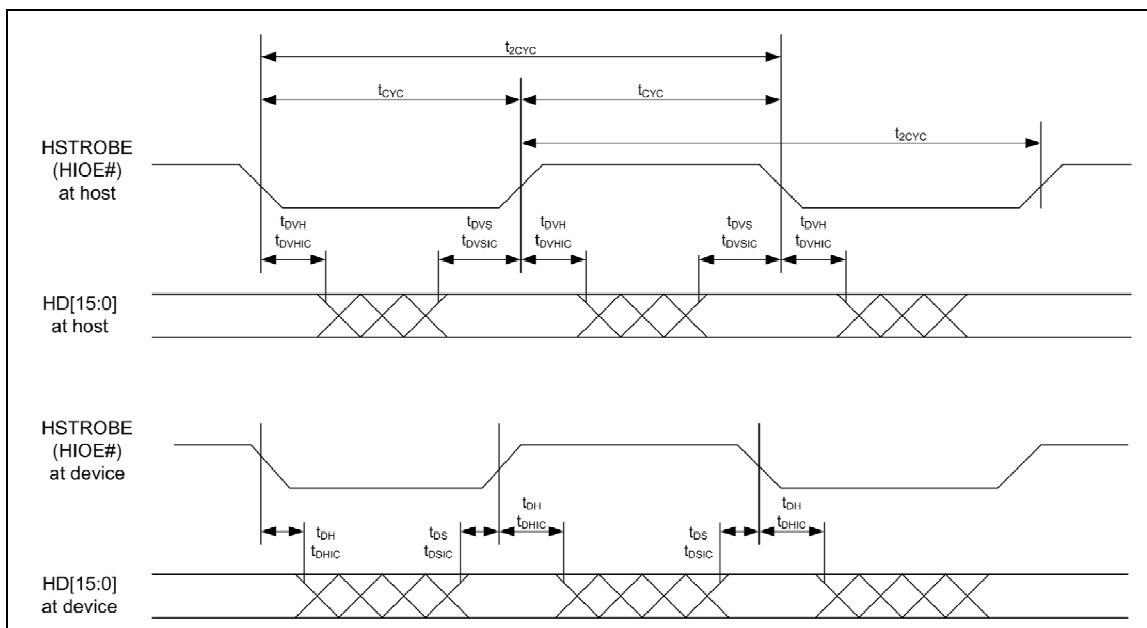 t2CYC
tCYC
tCYC
t2CYC
HSTROBE
(HIOE#)
at host
tDVH
tDVHIC
tDVS
tDVSIC
tDVH
tDVHIC
tDVS
tDVSIC
tDVH
tDVHIC
HD[15:0]
at host
HSTROBE
(HIOE#)
at device
tDH
tDHIC
tDS
tDSIC
tDH
tDHIC
tDS
tDSIC
tDH
tDHIC
HD[15:0]
at device